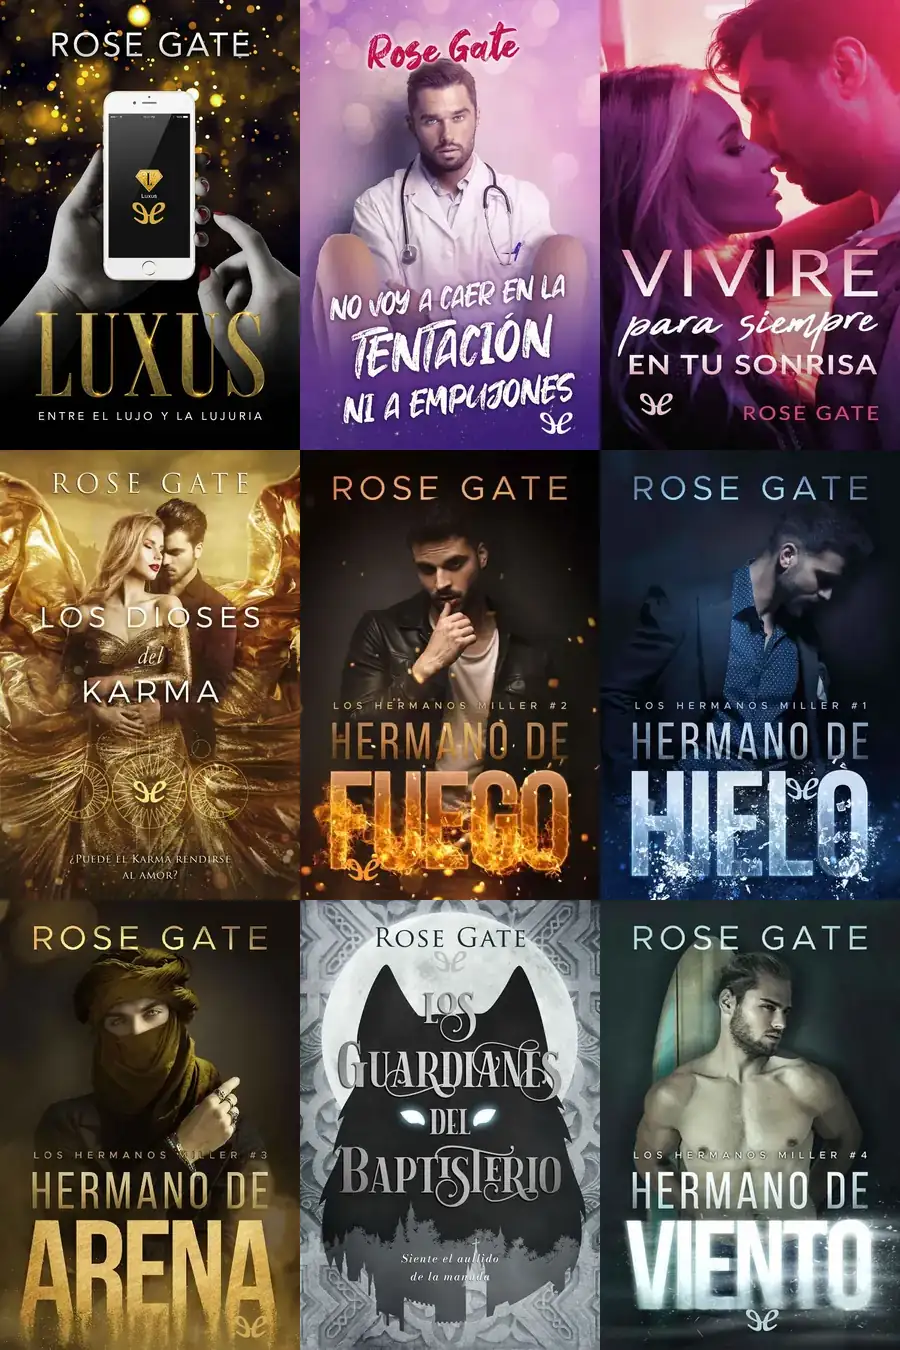 ROSE GATE
L
Luxus
LUXUS
ENTRE EL LUJO Y LA LUJURIA
Rose Gate
NO VOY A CAER EN LA
TENTACIÓN
NI A EMPUJONES
VIVIRÉ
para siempre
EN TU SONRISA
ROSE GATE
ROSE GATE
LOS DIOSES
del
KARMA
¿PUEDE EL KARMA RENDIRSE
AL AMOR?
ROSE GATE
LOS HERMANOS MILLER #2
HERMANO DE
FUEGO
ROSE GATE
LOS HERMANOS MILLER #1
HERMANO DE
HIELO
ROSE GATE
LOS HERMANOS MILLER #3
HERMANO DE
ARENA
ROSE GATE
LOS
GUARDIANES
DEL
BAPTISTERIO
Siente el aullido
de la manada
ROSE GATE
LOS HERMANOS MILLER #4
HERMANO DE
VIENTO